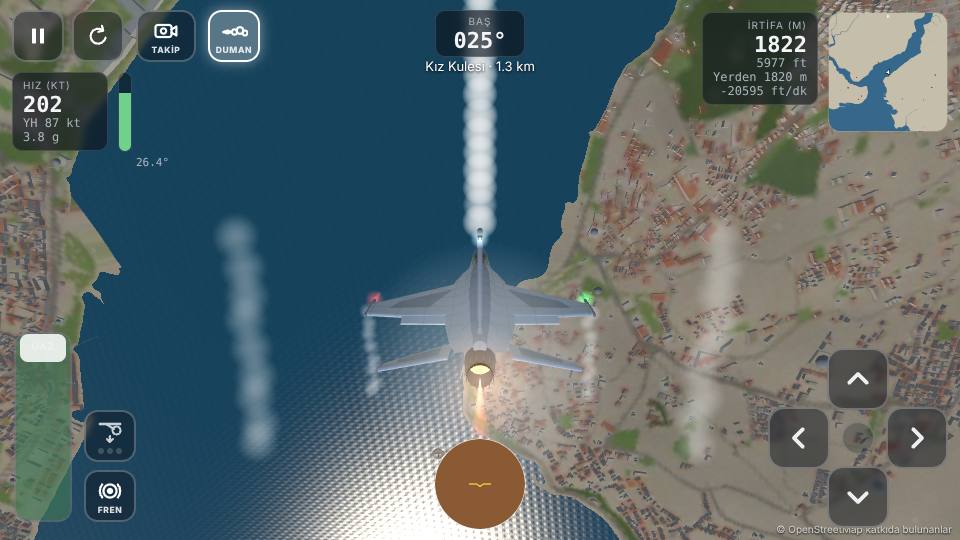 TAKİP
DUMAN
BAŞ
025°
Kız Kulesi · 1.3 km
İRTİFA (M)
1822
5977 ft
Yerden 1820 m
-20595 ft/dk
HIZ (KT)
202
YH 87 kt
3.8 g
26.4°
FREN
© OpenStreetMap katkıda bulunanlar